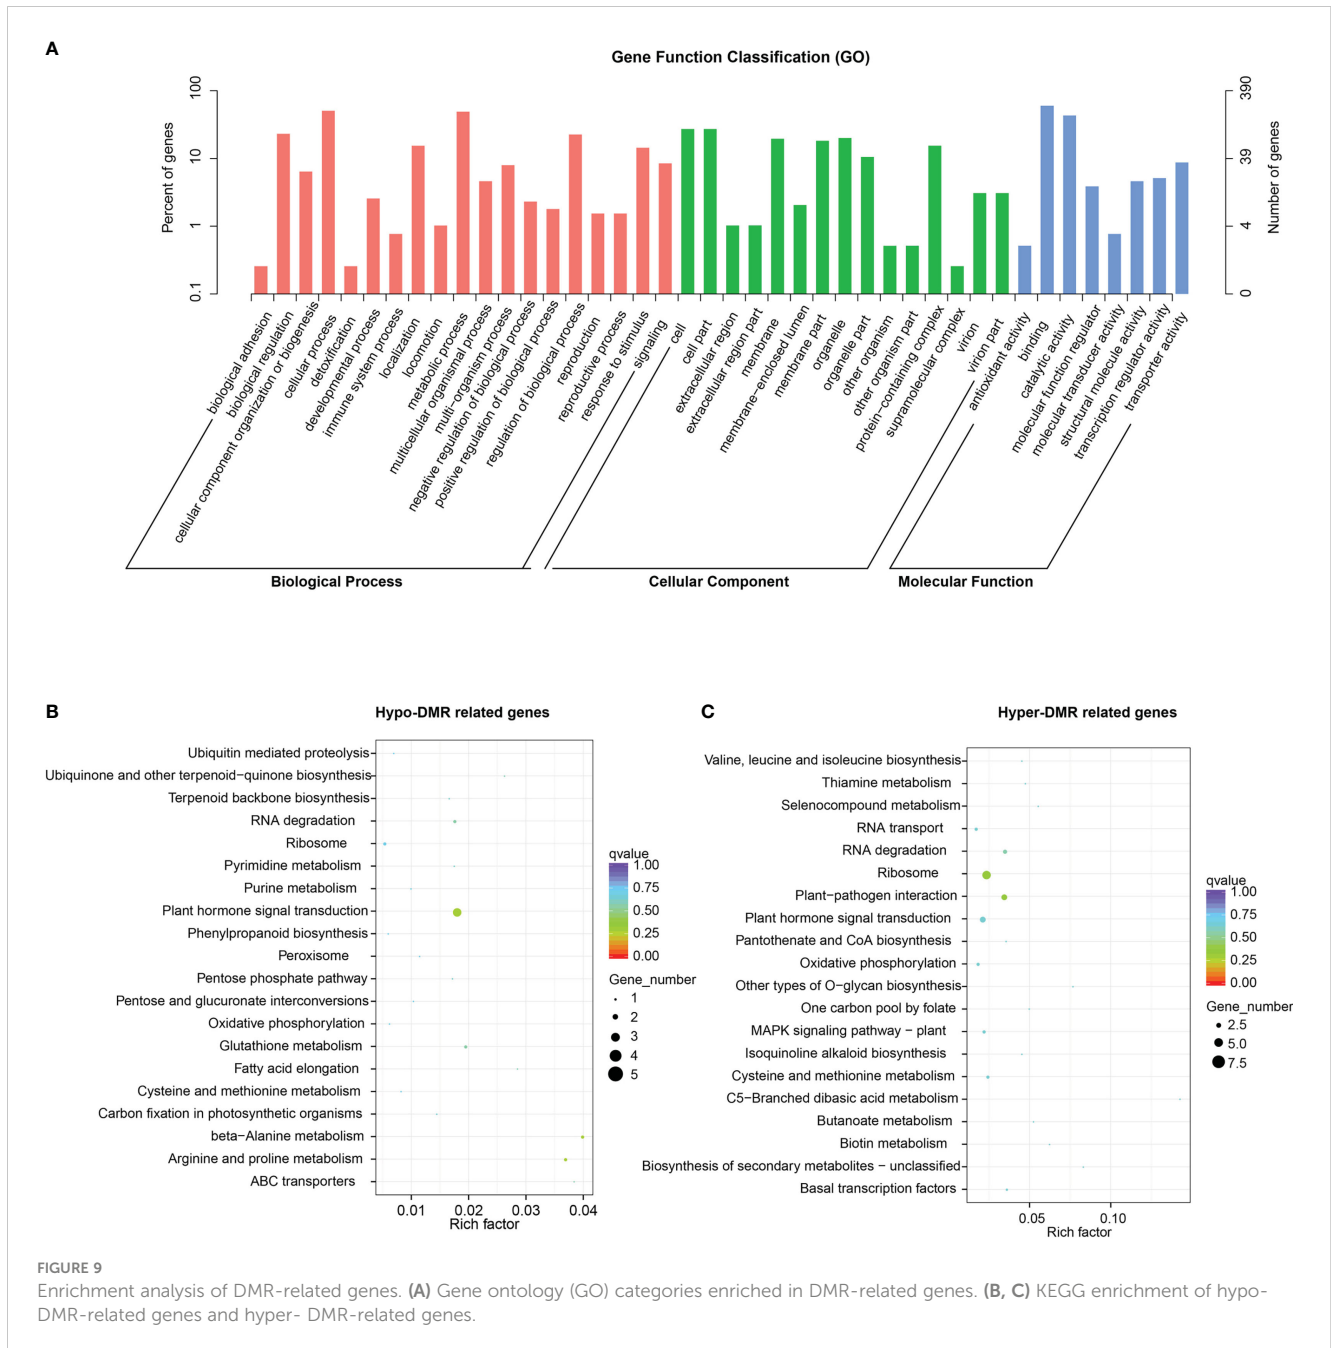 A
Gene Function Classification (GO)
Percent of genes
100
10
1
0.1
Number of genes
390
39
4
0
biological adhesion
biological regulation
cellular component organization or biogenesis
cellular process
detoxification
developmental process
immune system process
localization
locomotion
metabolic process
multicellular organismal process
multi−organism process
negative regulation of biological process
positive regulation of biological process
regulation of biological process
reproduction
reproductive process
response to stimulus
signaling
cell
cell part
extracellular region
extracellular region part
membrane
membrane−enclosed lumen
membrane part
organelle
organelle part
other organism
other organism part
protein−containing complex
supramolecular complex
virion
virion part
antioxidant activity
binding
catalytic activity
molecular function regulator
molecular transducer activity
structural molecule activity
transcription regulator activity
transporter activity
Biological Process
Cellular Component
Molecular Function
B
Hypo-DMR related genes
Ubiquitin mediated proteolysis
Ubiquinone and other terpenoid−quinone biosynthesis
Terpenoid backbone biosynthesis
RNA degradation
Ribosome
Pyrimidine metabolism
Purine metabolism
Plant hormone signal transduction
Phenylpropanoid biosynthesis
Peroxisome
Pentose phosphate pathway
Pentose and glucuronate interconversions
Oxidative phosphorylation
Glutathione metabolism
Fatty acid elongation
Cysteine and methionine metabolism
Carbon fixation in photosynthetic organisms
beta−Alanine metabolism
Arginine and proline metabolism
ABC transporters
0.01
0.02
0.03
0.04
Rich factor
qvalue
1.00
0.75
0.50
0.25
0.00
Gene_number
1
2
3
4
5
C
Hyper-DMR related genes
Valine, leucine and isoleucine biosynthesis
Thiamine metabolism
Selenocompound metabolism
RNA transport
RNA degradation
Ribosome
Plant−pathogen interaction
Plant hormone signal transduction
Pantothenate and CoA biosynthesis
Oxidative phosphorylation
Other types of O−glycan biosynthesis
One carbon pool by folate
MAPK signaling pathway − plant
Isoquinoline alkaloid biosynthesis
Cysteine and methionine metabolism
C5−Branched dibasic acid metabolism
Butanoate metabolism
Biotin metabolism
Biosynthesis of secondary metabolites − unclassified
Basal transcription factors
0.05
0.10
Rich factor
qvalue
1.00
0.75
0.50
0.25
0.00
Gene_number
2.5
5.0
7.5
FIGURE 9
Enrichment analysis of DMR-related genes. (A) Gene ontology (GO) categories enriched in DMR-related genes. (B, C) KEGG enrichment of hypo-
DMR-related genes and hyper- DMR-related genes.